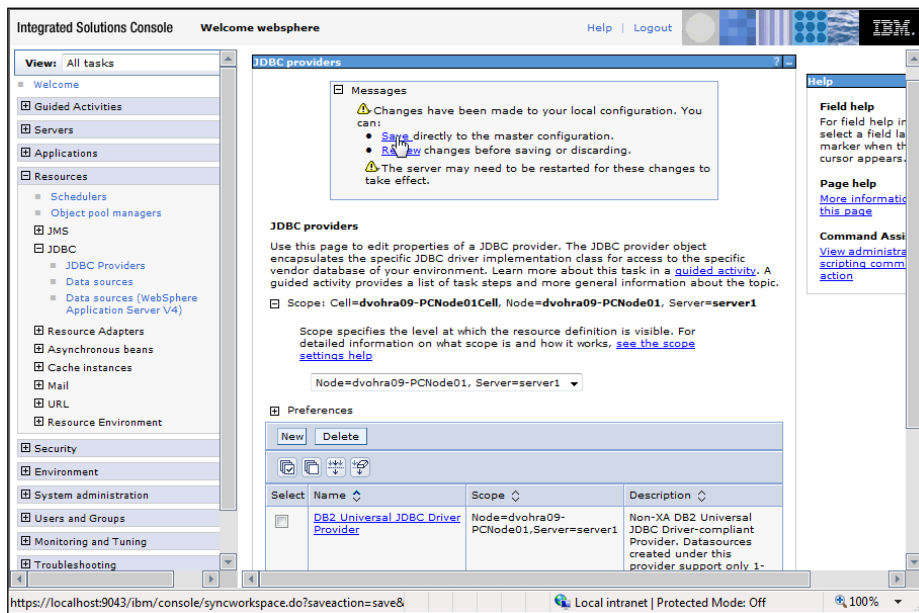 Integrated Solutions Console Welcome websphere Help | Logout IBM.
View: All tasks
Welcome
Guided Activities
Servers
Applications
Resources
Schedulers
Object pool managers
JMS
JDBC
JDBC Providers
Data sources
Data sources (WebSphere
Application Server V4)
Resource Adapters
Asynchronous beans
Cache instances
Mail
URL
Resource Environment
Security
Environment
System administration
Users and Groups
Monitoring and Tuning
Troubleshooting
JDBC providers ? –
Messages
Changes have been made to your local configuration. You
can:
Save directly to the master configuration.
Review changes before saving or discarding.
The server may need to be restarted for these changes to
take effect.
JDBC providers
Use this page to edit properties of a JDBC provider. The JDBC provider object
encapsulates the specific JDBC driver implementation class for access to the specific
vendor database of your environment. Learn more about this task in a guided activity. A
guided activity provides a list of task steps and more general information about the topic.
Scope: Cell=dvohra09-PCNode01Cell, Node=dvohra09-PCNode01, Server=server1
Scope specifies the level at which the resource definition is visible. For
detailed information on what scope is and how it works, see the scope
settings help
Node=dvohra09-PCNode01, Server=server1
Preferences
New Delete
Select Name Scope Description
DB2 Universal JDBC Driver
Provider
Node=dvohra09-
PCNode01,Server=server1
Non-XA DB2 Universal
JDBC Driver-compliant
Provider. Datasources
created under this
provider support only 1-
Help
Field help
For field help in
select a field la
marker when th
cursor appears.
Page help
More informatic
this page
Command Assi
View administra
scripting comm
action
https://localhost:9043/ibm/console/syncworkspace.do?saveaction=save& Local intranet | Protected Mode: Off 100%